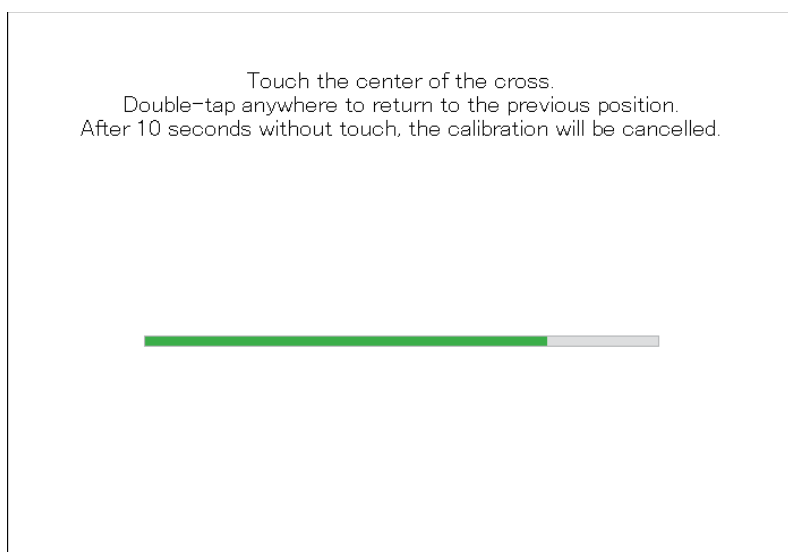 Touch the center of the cross.
Double-tap anywhere to return to the previous position.
After 10 seconds without touch, the calibration will be cancelled.